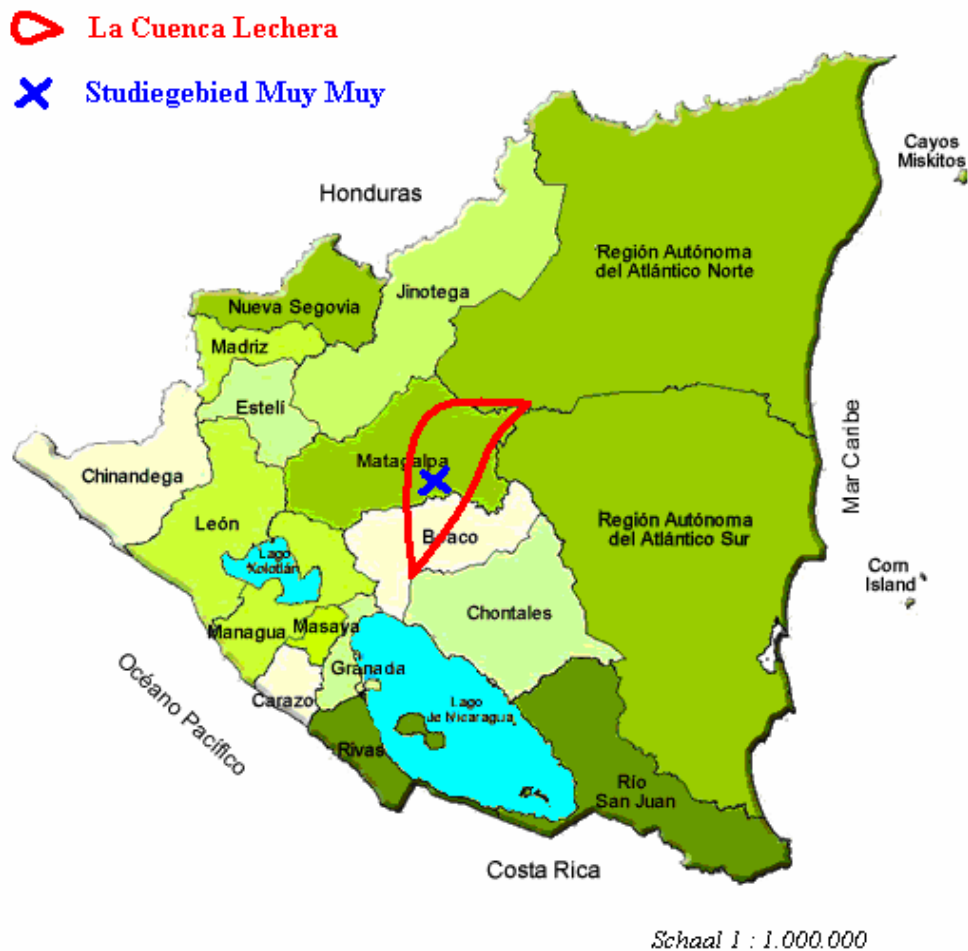 La Cuenca Lechera
Studiegebied Muy Muy
Cayos
Miskitos
Honduras
Región Autónoma
del Atlántico Norte
Jinotega
Nueva Segovia
Madriz
Estelí
Mar Caribe
Matagalpa
Chinandega
León
Región Autónoma
del Atlántico Sur
Boaco
Lago
Xolotlán
Corn
Island
Chontales
Managua
Masaya
Granada
Océano Pacífico
Carazo
Lago
de Nicaragua
Rivas
Río
San Juan
Costa Rica
Schaal 1 : 1.000.000